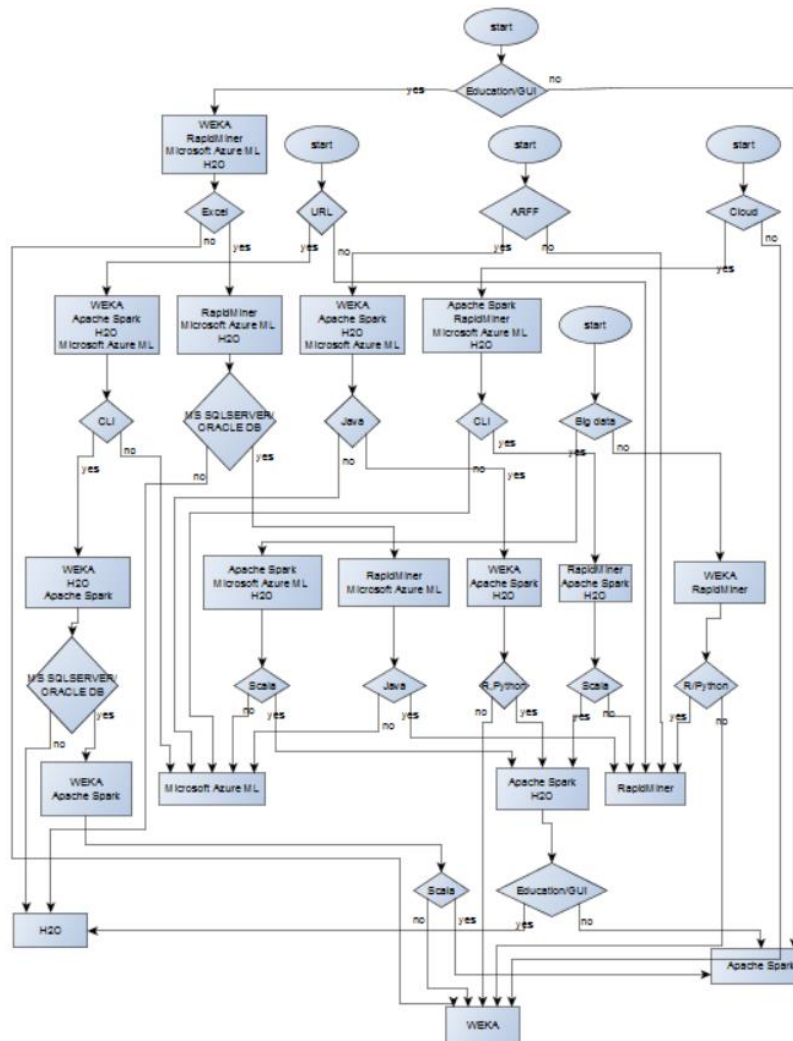 start
Education/GUI
yes
no
WEKA
RapidMiner
Microsoft Azure ML
H2O
start
start
start
Excel
URL
ARFF
Cloud
no
yes
yes
no
yes
no
yes
no
WEKA
Apache Spark
H2O
Microsoft Azure ML
RapidMiner
Microsoft Azure ML
H2O
WEKA
Apache Spark
H2O
Microsoft Azure ML
Apache Spark
RapidMiner
Microsoft Azure ML
H2O
start
CLI
MS SQLSERVER/
ORACLE DB
Java
CLI
Big data
yes
no
no
yes
no
yes
no
yes
yes
no
WEKA
H2O
Apache Spark
Apache Spark
Microsoft Azure ML
H2O
RapidMiner
Microsoft Azure ML
WEKA
Apache Spark
H2O
RapidMiner
Apache Spark
H2O
WEKA
RapidMiner
MS SQLSERVER/
ORACLE DB
Scala
Java
R,Python
Scala
R/Python
no
yes
no
yes
no
yes
no
yes
yes
no
yes
no
WEKA
Apache Spark
Microsoft Azure ML
Apache Spark
H2O
RapidMiner
Scala
Education/GUI
no
yes
yes
no
H2O
Apache Spark
WEKA